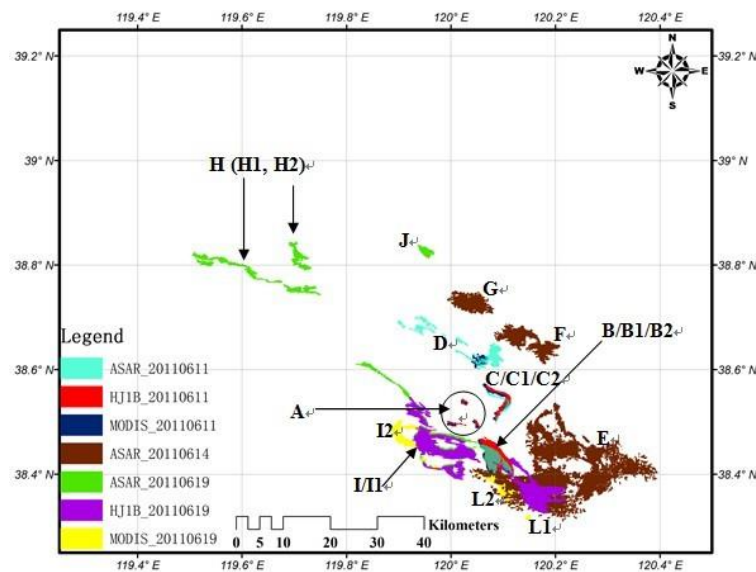 119.4° E 119.6° E 119.8° E 120.0° E 120.2° E 120.4° E
39.2° N 39.2° N
N
W E
S
39° N 39° N
H (H1, H2)
38.8° N 38.8° N
J
G
F
B/B1/B2
D
Legend
38.6° N 38.6° N
ASAR_20110611
HJ1B_20110611
MODIS_20110611
ASAR_20110614
ASAR_20110619
HJ1B_20110619
MODIS_20110619
C/C1/C2
A
I2
E
38.4° N 38.4° N
I/I1
L2
L1
Kilometers
0 5 10 20 30 40
119.4° E 119.6° E 119.8° E 120.0° E 120.2° E 120.4° E